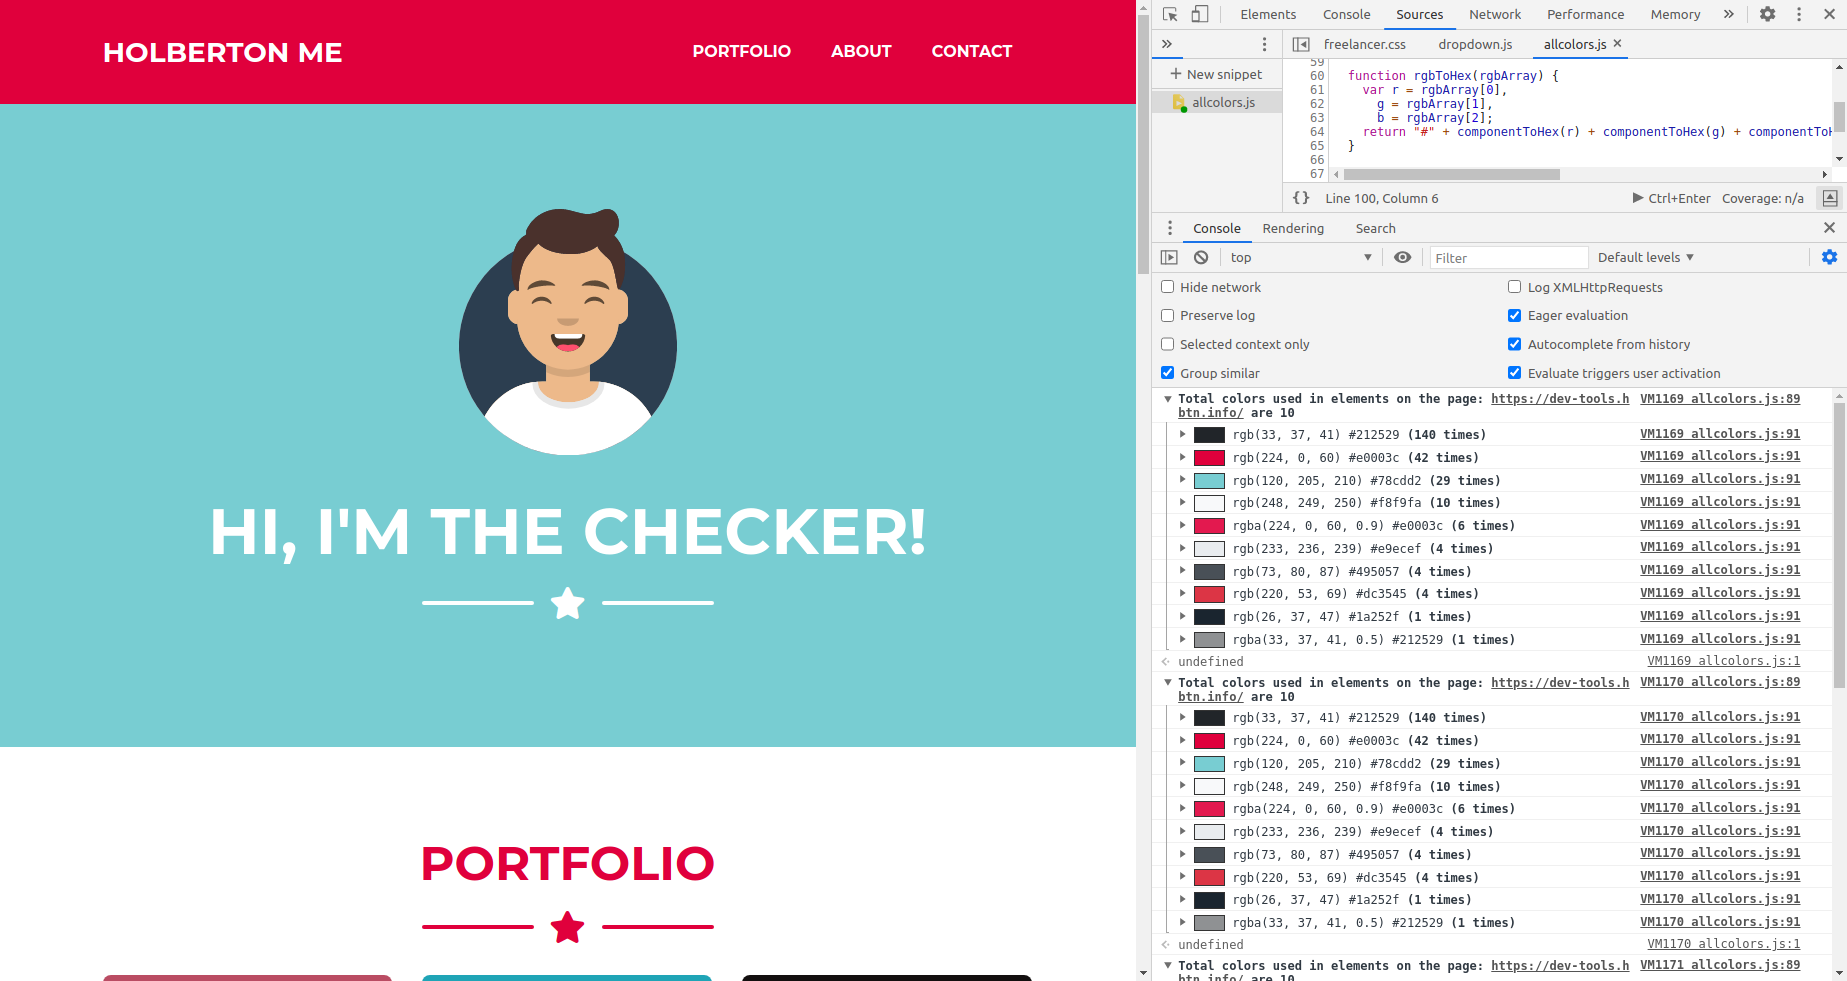 HOLBERTON ME
PORTFOLIO ABOUT CONTACT
HI, I'M THE CHECKER!
PORTFOLIO
Elements Console Sources Network Performance Memory »
» freelancer.css dropdown.js allcolors.js ×
+ New snippet
allcolors.js
59
60 function rgbToHex(rgbArray) {
61 var r = rgbArray[0],
62 g = rgbArray[1],
63 b = rgbArray[2];
64 return "#" + componentToHex(r) + componentToHex(g) + componentToH
65 }
66
67
{} Line 100, Column 6 Ctrl+Enter Coverage: n/a
Console Rendering Search
top Filter Default levels
Hide network Log XMLHttpRequests
Preserve log Eager evaluation
Selected context only Autocomplete from history
Group similar Evaluate triggers user activation
Total colors used in elements on the page: https://dev-tools.h VM1169 allcolors.js:89
btn.info/ are 10
rgb(33, 37, 41) #212529 (140 times) VM1169 allcolors.js:91
rgb(224, 0, 60) #e0003c (42 times) VM1169 allcolors.js:91
rgb(120, 205, 210) #78cdd2 (29 times) VM1169 allcolors.js:91
rgb(248, 249, 250) #f8f9fa (10 times) VM1169 allcolors.js:91
rgba(224, 0, 60, 0.9) #e0003c (6 times) VM1169 allcolors.js:91
rgb(233, 236, 239) #e9ecef (4 times) VM1169 allcolors.js:91
rgb(73, 80, 87) #495057 (4 times) VM1169 allcolors.js:91
rgb(220, 53, 69) #dc3545 (4 times) VM1169 allcolors.js:91
rgb(26, 37, 47) #1a252f (1 times) VM1169 allcolors.js:91
rgba(33, 37, 41, 0.5) #212529 (1 times) VM1169 allcolors.js:91
undefined VM1169 allcolors.js:1
Total colors used in elements on the page: https://dev-tools.h VM1170 allcolors.js:89
btn.info/ are 10
rgb(33, 37, 41) #212529 (140 times) VM1170 allcolors.js:91
rgb(224, 0, 60) #e0003c (42 times) VM1170 allcolors.js:91
rgb(120, 205, 210) #78cdd2 (29 times) VM1170 allcolors.js:91
rgb(248, 249, 250) #f8f9fa (10 times) VM1170 allcolors.js:91
rgba(224, 0, 60, 0.9) #e0003c (6 times) VM1170 allcolors.js:91
rgb(233, 236, 239) #e9ecef (4 times) VM1170 allcolors.js:91
rgb(73, 80, 87) #495057 (4 times) VM1170 allcolors.js:91
rgb(220, 53, 69) #dc3545 (4 times) VM1170 allcolors.js:91
rgb(26, 37, 47) #1a252f (1 times) VM1170 allcolors.js:91
rgba(33, 37, 41, 0.5) #212529 (1 times) VM1170 allcolors.js:91
undefined VM1170 allcolors.js:1
Total colors used in elements on the page: https://dev-tools.h VM1171 allcolors.js:89
btn.info/ are 10